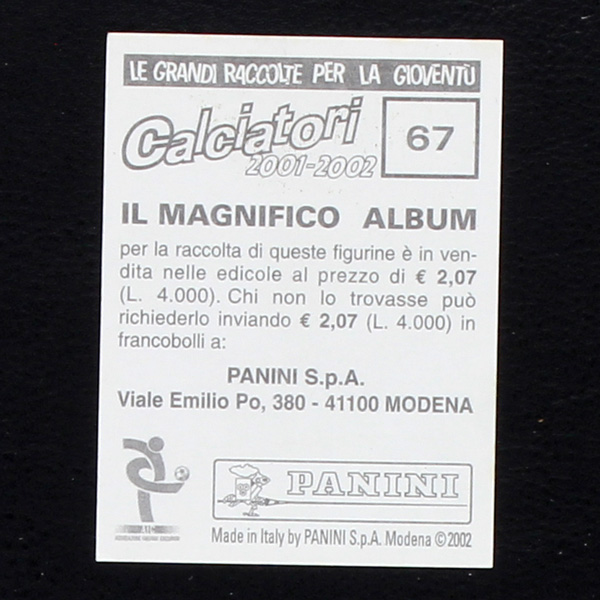 LE GRANDI RACCOLTE PER LA GIOVENTÙ
Calciatori
2001-2002
67
IL MAGNIFICO ALBUM
per la raccolta di queste figurine è in ven-
dita nelle edicole al prezzo di € 2,07
(L. 4.000). Chi non lo trovasse può
richiederlo inviando € 2,07 (L. 4.000) in
francobolli a:
PANINI S.p.A.
Viale Emilio Po, 380 - 41100 MODENA
PANINI
ASSOCIAZIONE ITALIANA CALCIATORI
Made in Italy by PANINI S.p.A. Modena © 2002